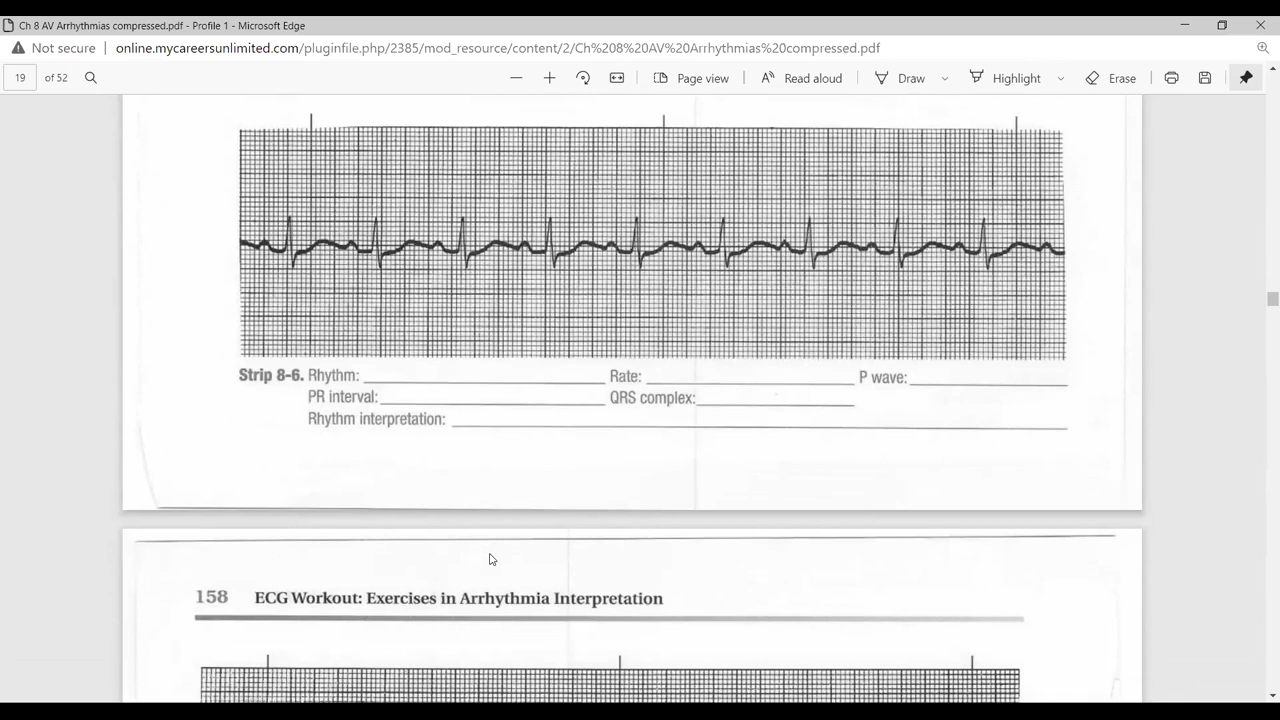 Ch 8 AV Arrhythmias compressed.pdf - Profile 1 - Microsoft Edge
Not secure | online.mycareersunlimited.com/pluginfile.php/2385/mod_resource/content/2/Ch%208%20AV%20Arrhythmias%20compressed.pdf
19 of 52 Page view Read aloud Draw Highlight Erase
Strip 8-6. Rhythm: Rate: P wave:
PR interval: QRS complex:
Rhythm interpretation:
158 ECG Workout: Exercises in Arrhythmia Interpretation